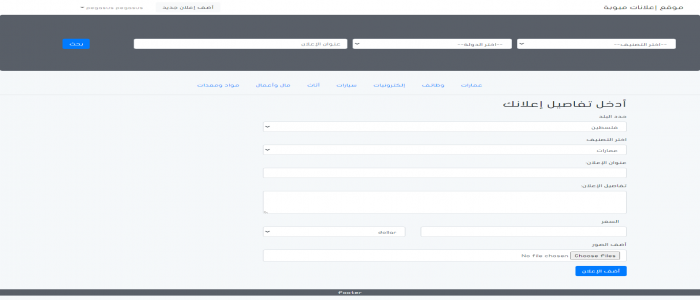 موقع إعلانات مبوبة أضف إعلان جديد pegasus pegasus
--اختر التصنيف-- --اختر الدولة-- عنوان الإعلان بحث
عقارات وظائف إلكترونيات سيارات أثاث مال وأعمال مواد ومعدات
أدخل تفاصيل إعلانك
حدد البلد
فلسطين
اختر التصنيف
عقارات
عنوان الإعلان:
تفاصيل الإعلان:
السعر
dollar
أضف الصور
Choose Files No file chosen
أضف الإعلان
Footer